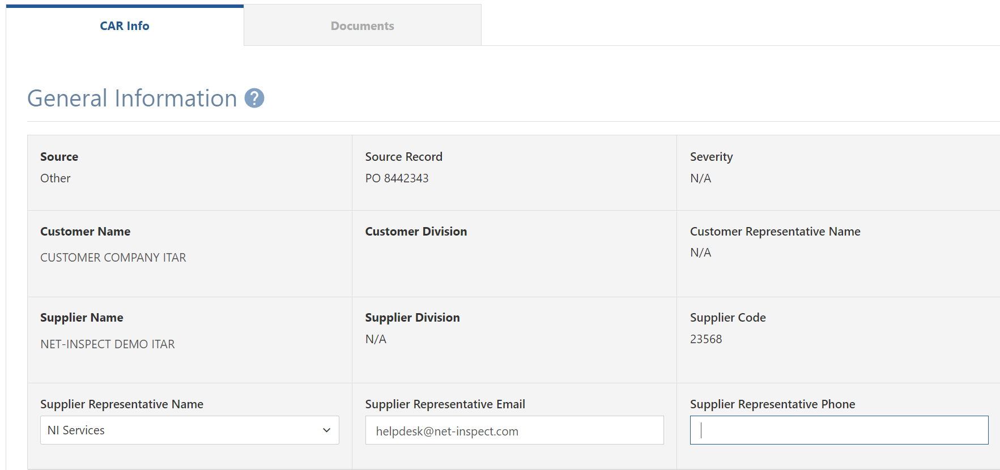 CAR Info
Documents
General Information ?
Source
Other
Source Record
PO 8442343
Severity
N/A
Customer Name
CUSTOMER COMPANY ITAR
Customer Division
Customer Representative Name
N/A
Supplier Name
NET-INSPECT DEMO ITAR
Supplier Division
N/A
Supplier Code
23568
Supplier Representative Name
NI Services
Supplier Representative Email
helpdesk@net-inspect.com
Supplier Representative Phone